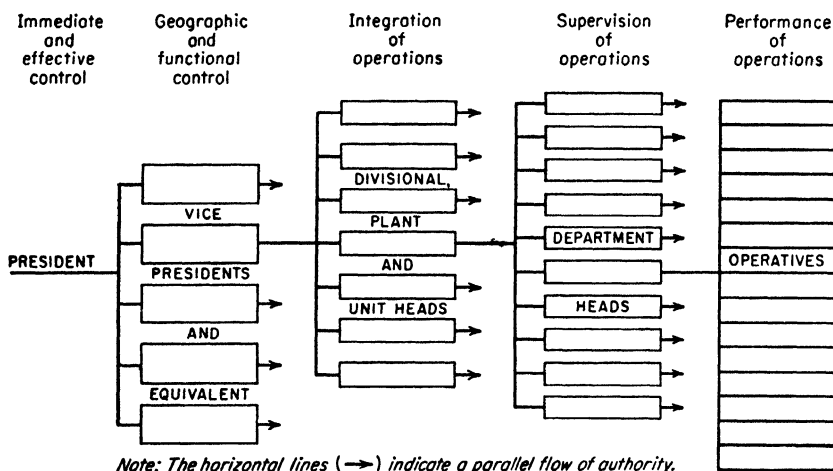 Immediate
and
effective
control
Geographic
and
functional
control
Integration
of
operations
Supervision
of
operations
Performance
of
operations
PRESIDENT
VICE
PRESIDENTS
AND
EQUIVALENT
DIVISIONAL,
PLANT
AND
UNIT HEADS
DEPARTMENT
HEADS
OPERATIVES
Note: The horizontal lines (→) indicate a parallel flow of authority.